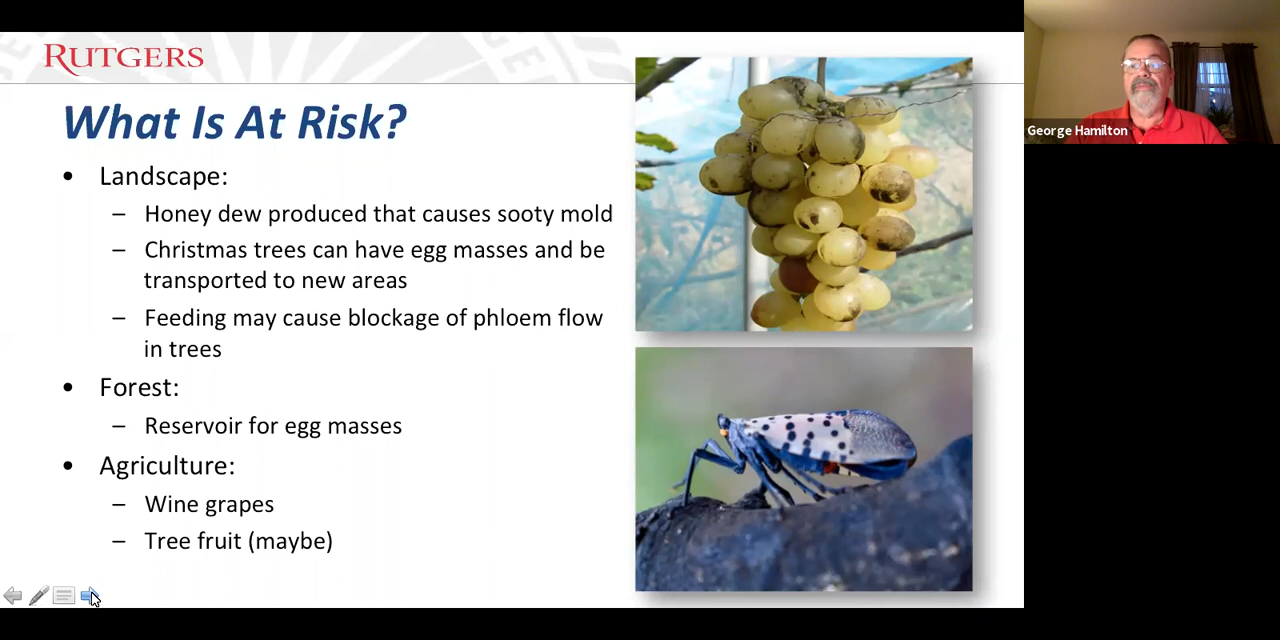 RUTGERS
What Is At Risk?
• Landscape:
– Honey dew produced that causes sooty mold
– Christmas trees can have egg masses and be
transported to new areas
– Feeding may cause blockage of phloem flow
in trees
• Forest:
– Reservoir for egg masses
• Agriculture:
– Wine grapes
– Tree fruit (maybe)
George Hamilton